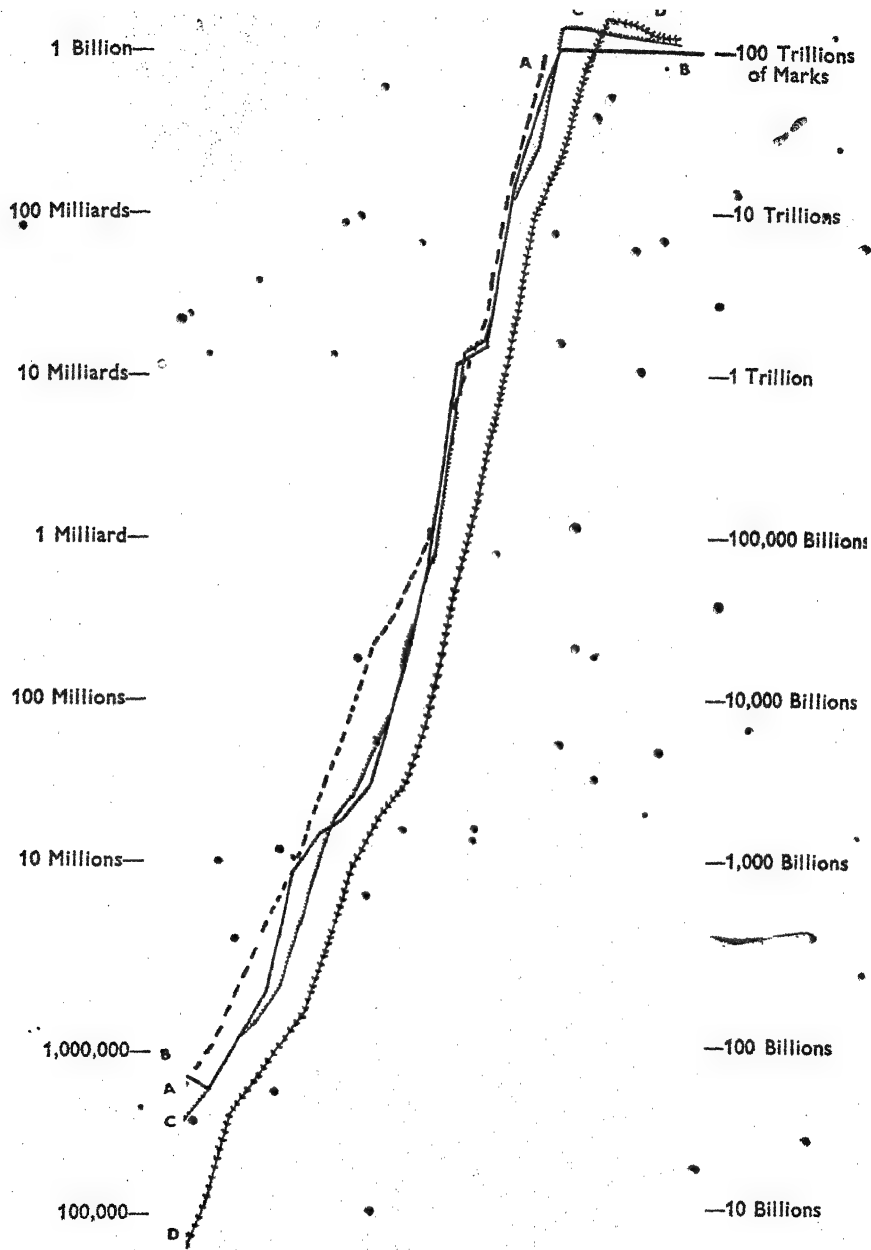 C D
1 Billion—
A
—100 Trillions
of Marks
B
100 Milliards—
—10 Trillions
10 Milliards—
—1 Trillion
1 Milliard—
—100,000 Billions
100 Millions—
—10,000 Billions
10 Millions—
—1,000 Billions
1,000,000—
B
—100 Billions
A
C
100,000—
—10 Billions
D